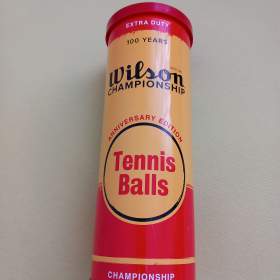 EXTRA DUTY
100 YEARS
Wilson
CHAMPIONSHIP
ANNIVERSARY EDITION
Tennis
Balls
CHAMPIONSHIP